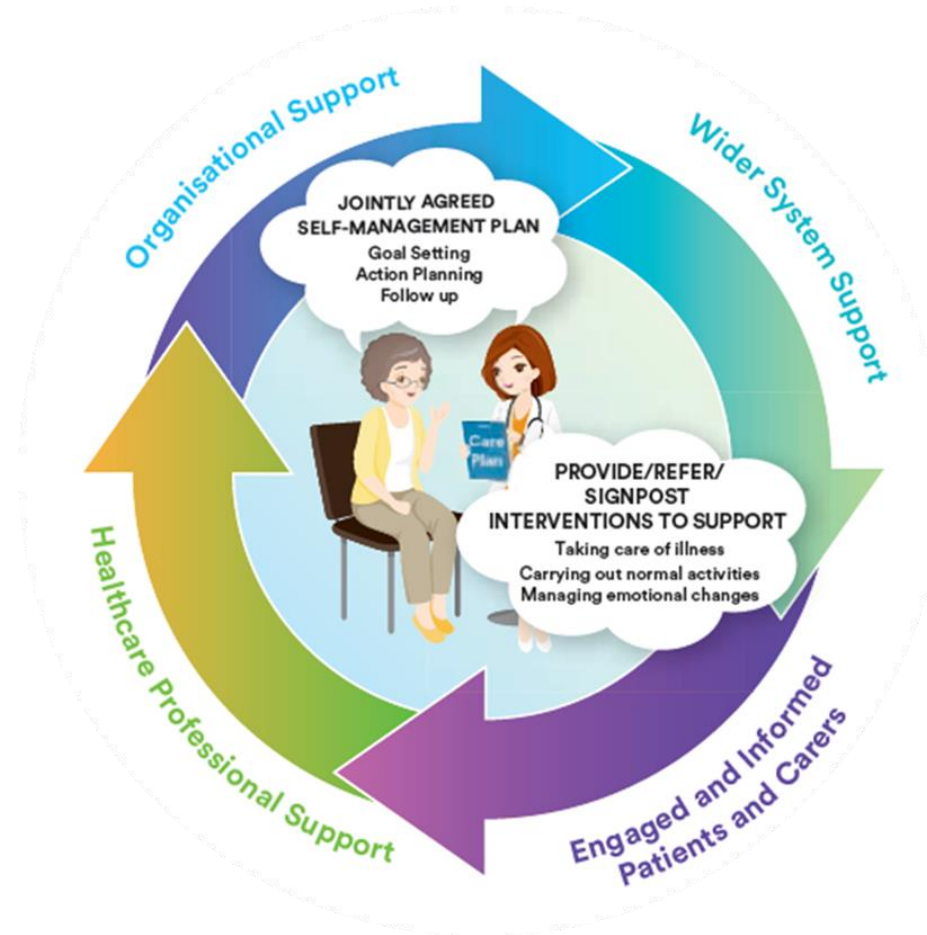 Organisational Support
Wider System Support
JOINTLY AGREED
SELF-MANAGEMENT PLAN
Goal Setting
Action Planning
Follow up
Care
Plan
PROVIDE/REFER/
SIGNPOST
INTERVENTIONS TO SUPPORT
Taking care of illness
Carrying out normal activities
Managing emotional changes
Healthcare Professional Support
Engaged and Informed
Patients and Carers